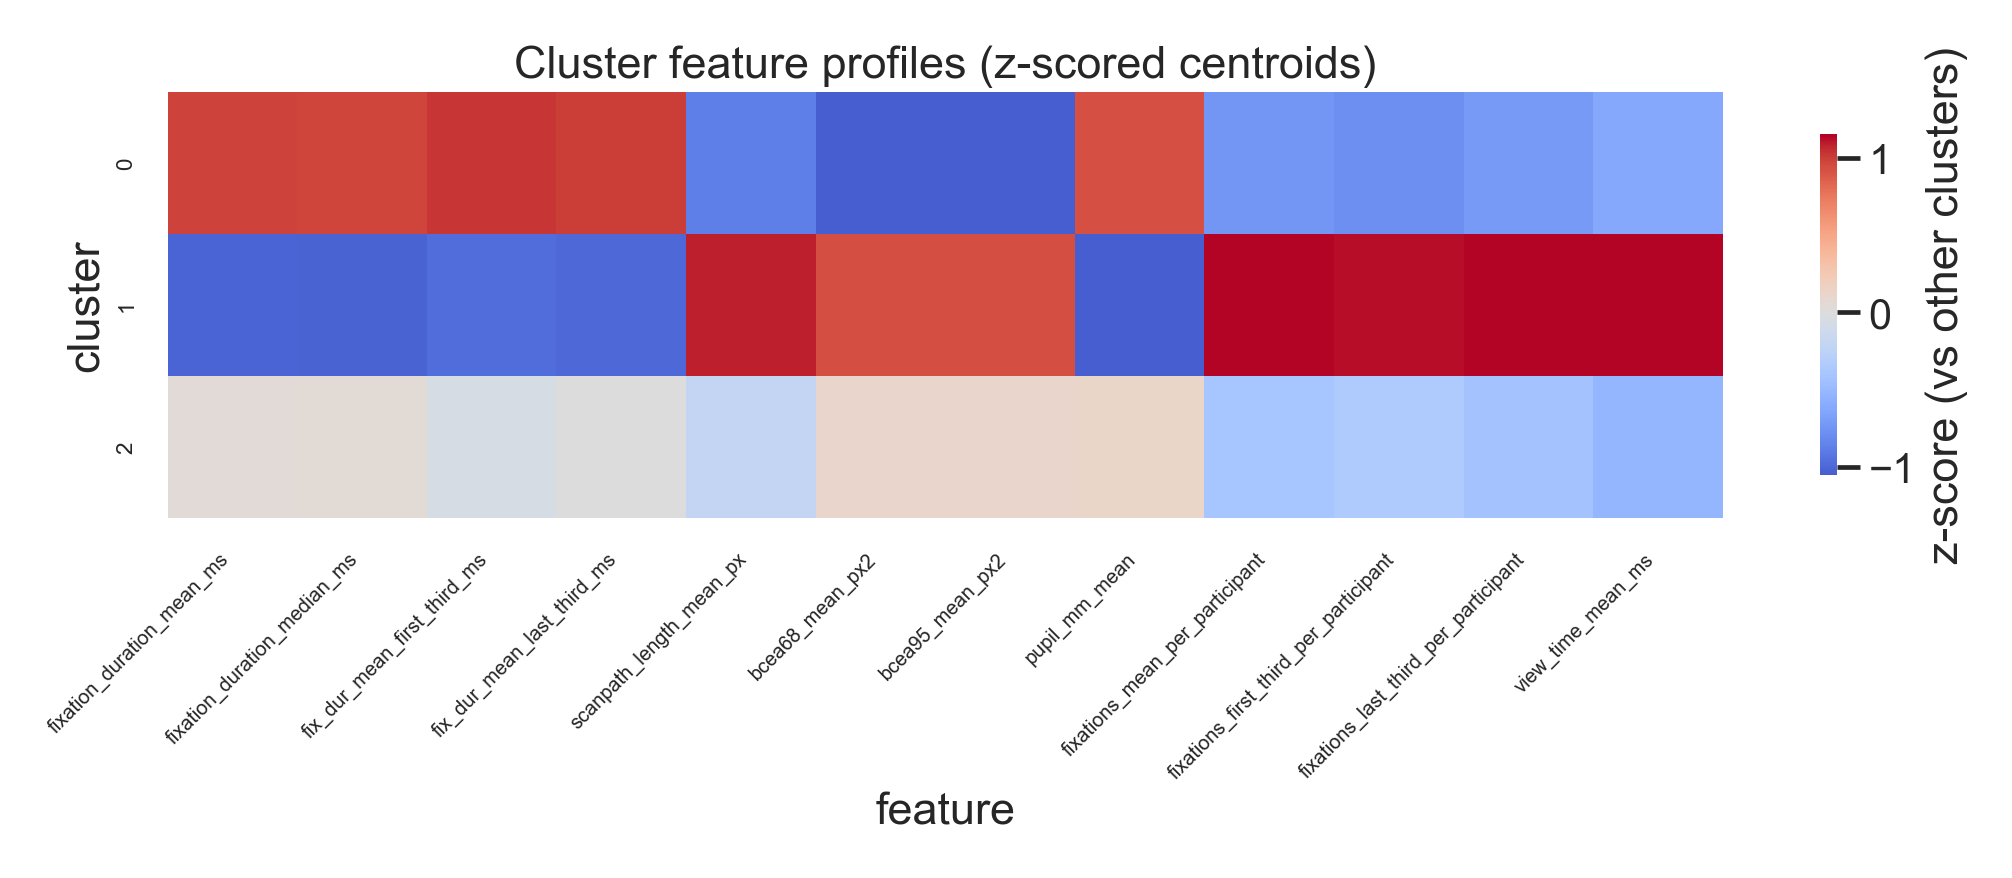 Cluster feature profiles (z-scored centroids)
cluster
0
1
2
fixation_duration_mean_ms
fixation_duration_median_ms
fix_dur_mean_first_third_ms
fix_dur_mean_last_third_ms
scanpath_length_mean_px
bcea68_mean_px2
bcea95_mean_px2
pupil_mm_mean
fixations_mean_per_participant
fixations_first_third_per_participant
fixations_last_third_per_participant
view_time_mean_ms
feature
1
0
−1
z-score (vs other clusters)